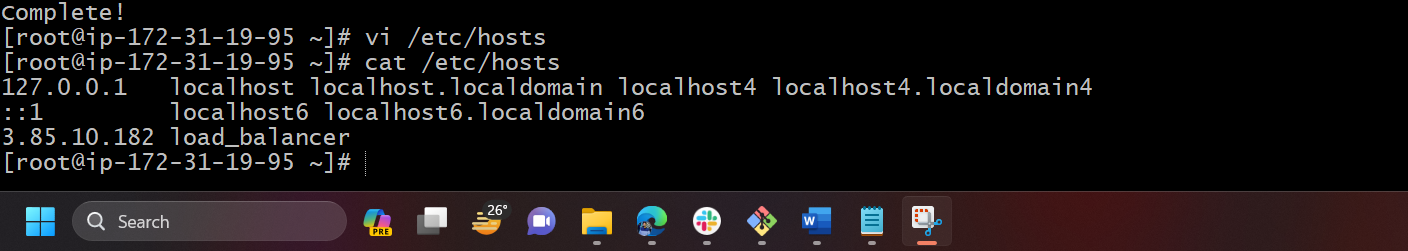 Complete!
[root@ip-172-31-19-95 ~]# vi /etc/hosts
[root@ip-172-31-19-95 ~]# cat /etc/hosts
127.0.0.1   localhost localhost.localdomain localhost4 localhost4.localdomain4
::1         localhost6 localhost6.localdomain6
3.85.10.182 load_balancer
[root@ip-172-31-19-95 ~]#
Search
PRE
26°
W